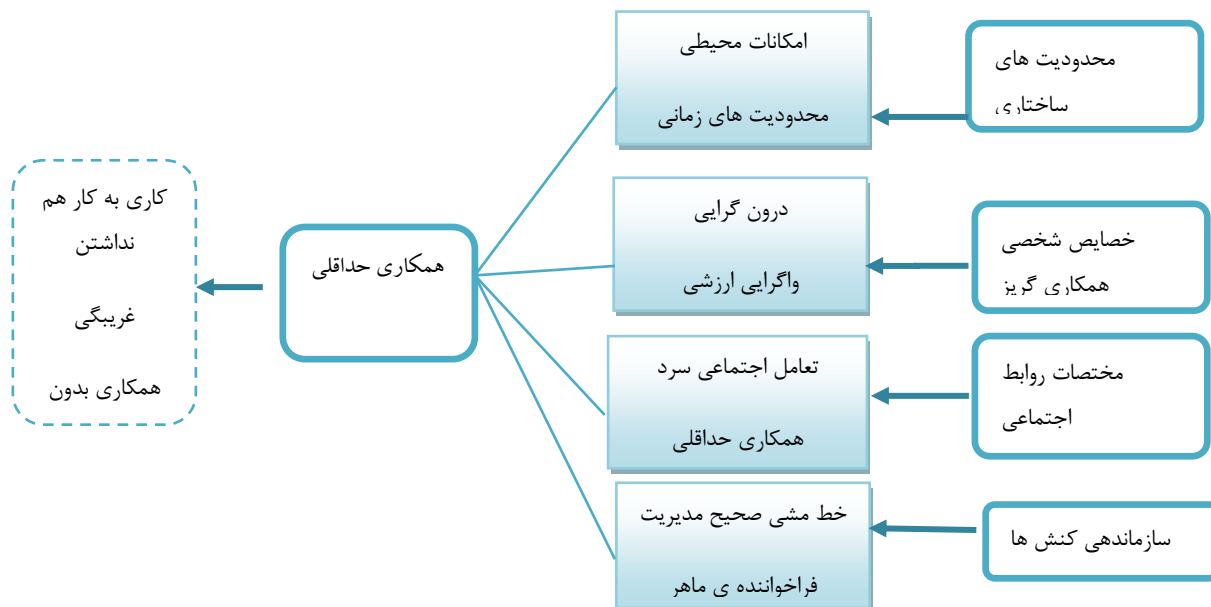 محدودیت های
ساختاری
امکانات محیطی
محدودیت های زمانی
خصایص شخصی
همکاری گریز
درون گرایی
واگرایی ارزشی
مختصات روابط
اجتماعی
تعامل اجتماعی سرد
همکاری حداقلی
سازماندهی کنش ها
خط مشی صحیح مدیریت
فراخواننده ی ماهر
همکاری حداقلی
کاری به کار هم
نداشتن
غریبگی
همکاری بدون